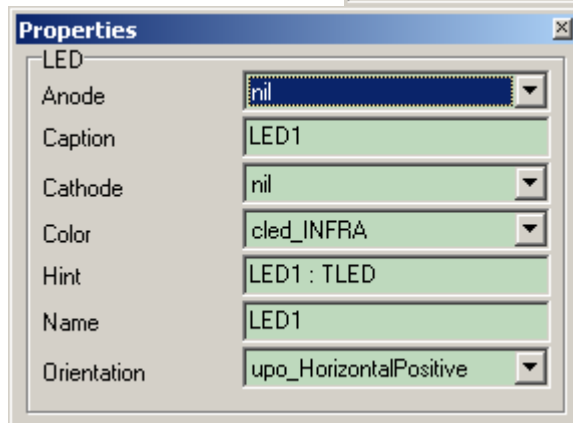 Properties
LED
Anode nil
Caption LED1
Cathode nil
Color cled_INFRA
Hint LED1 : TLED
Name LED1
Orientation upo_HorizontalPositive